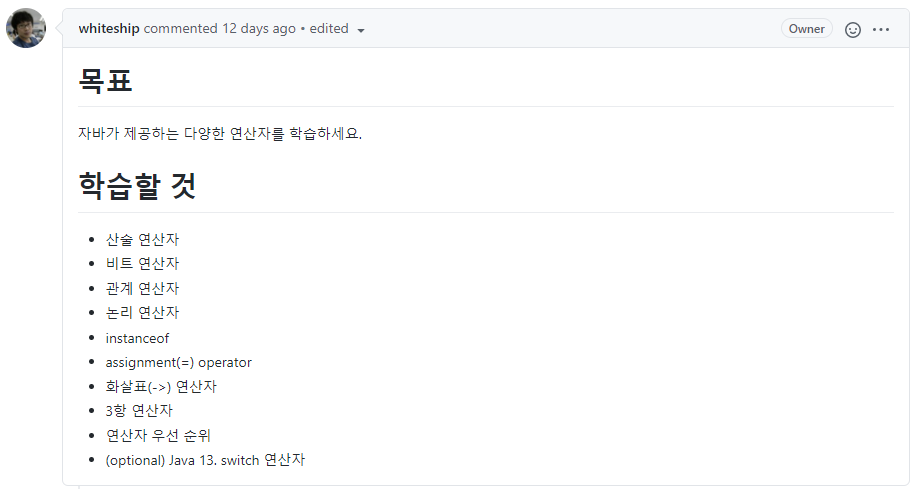 whiteship commented 12 days ago • edited
Owner
목표
자바가 제공하는 다양한 연산자를 학습하세요.
학습할 것
• 산술 연산자
• 비트 연산자
• 관계 연산자
• 논리 연산자
• instanceof
• assignment(=) operator
• 화살표(->) 연산자
• 3항 연산자
• 연산자 우선 순위
• (optional) Java 13. switch 연산자